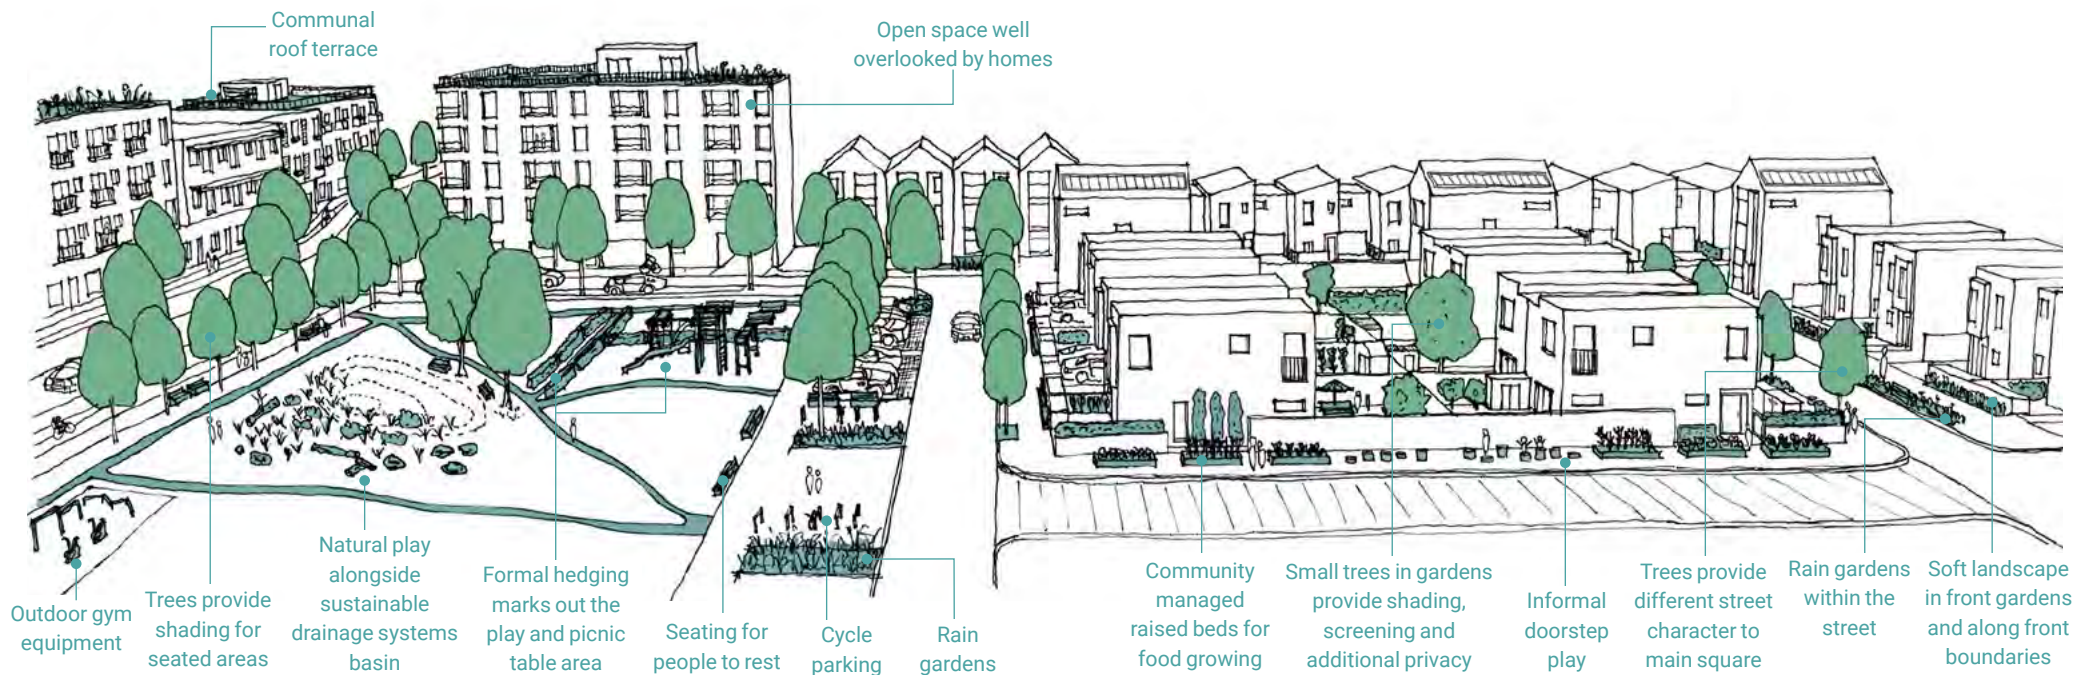 Communal
roof terrace
Open space well
overlooked by homes
Outdoor gym
equipment
Trees provide
shading for
seated areas
Natural play
alongside
sustainable
drainage systems
basin
Formal hedging
marks out the
play and picnic
table area
Seating for
people to rest
Cycle
parking
Rain
gardens
Community
managed
raised beds for
food growing
Small trees in gardens
provide shading,
screening and
additional privacy
Informal
doorstep
play
Trees provide
different street
character to
main square
Rain gardens
within the
street
Soft landscape
in front gardens
and along front
boundaries